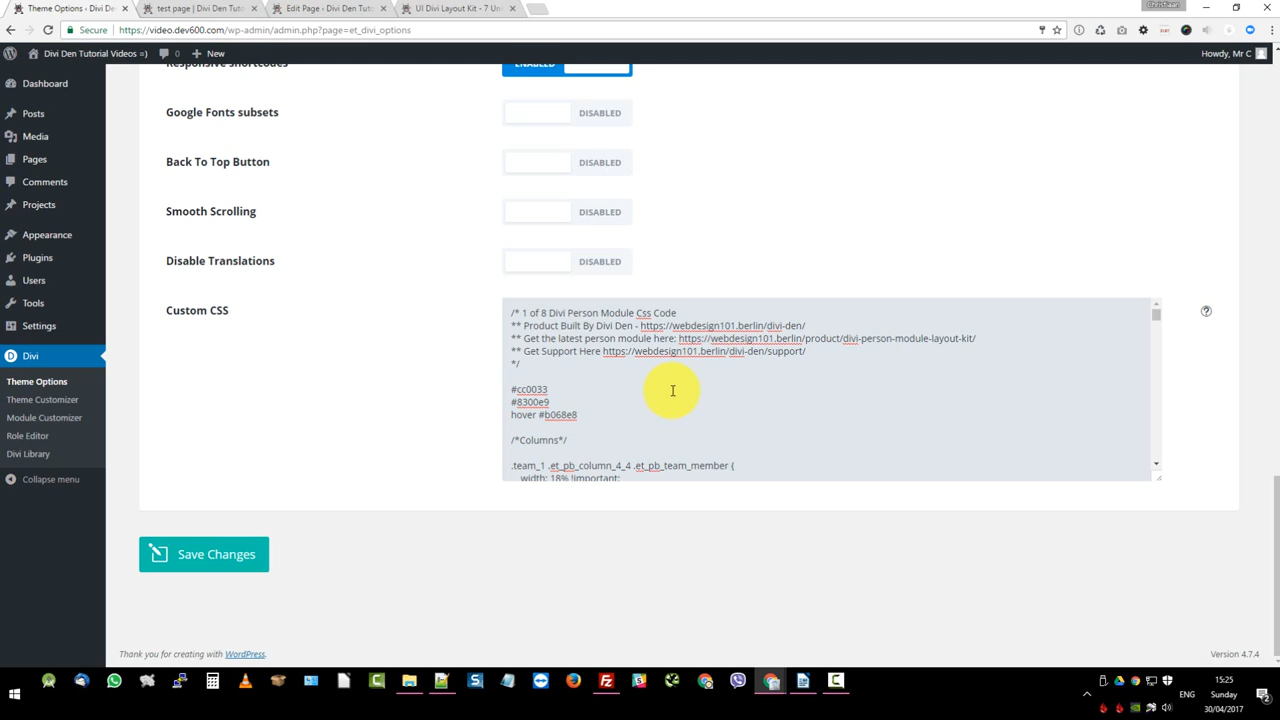 Christiaan
Theme Options ‹ Divi De
test page | Divi Den Tuto
Edit Page ‹ Divi Den Tuto
UI Divi Layout Kit - 7 Un
Secure
https://video.dev600.com/wp-admin/admin.php?page=et_divi_options
Divi Den Tutorial Videos =)
0
New
Howdy, Mr C
Dashboard
Posts
Media
Pages
Comments
Projects
Appearance
Plugins
Users
Tools
Settings
Divi
Theme Options
Theme Customizer
Module Customizer
Role Editor
Divi Library
Collapse menu
Responsive shortcodes
ENABLED
Google Fonts subsets
DISABLED
Back To Top Button
DISABLED
Smooth Scrolling
DISABLED
Disable Translations
DISABLED
Custom CSS
/* 1 of 8 Divi Person Module Css Code
** Product Built By Divi Den - https://webdesign101.berlin/divi-den/
** Get the latest person module here: https://webdesign101.berlin/product/divi-person-module-layout-kit/
** Get Support Here https://webdesign101.berlin/divi-den/support/
*/
#cc0033
#8300e9
hover #b068e8
/*Columns*/
.team_1 .et_pb_column_4_4 .et_pb_team_member {
width: 18% !important;
Save Changes
Thank you for creating with WordPress.
Version 4.7.4
15:25
ENG
Sunday
30/04/2017